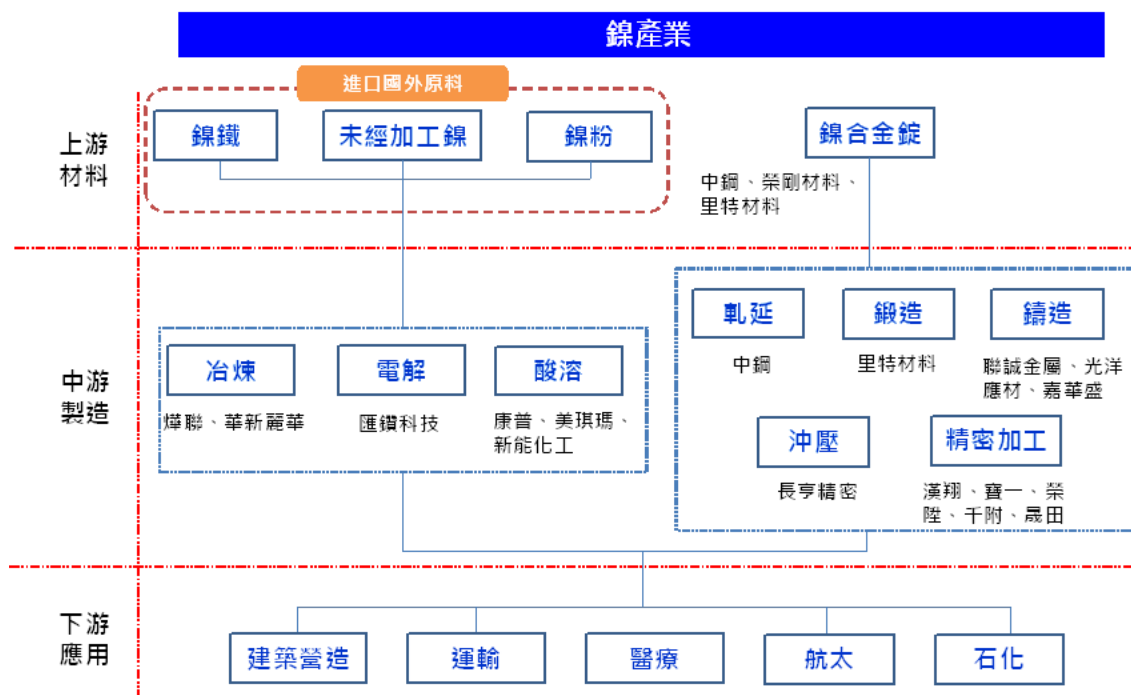 鎳產業
進口國外原料
上游
材料
鎳鐵
未經加工鎳
鎳粉
鎳合金錠
中鋼、榮剛材料、
里特材料
中游
製造
冶煉
燁聯、華新麗華
電解
匯鑽科技
酸溶
康普、美琪瑪、
新能化工
軋延
中鋼
鍛造
里特材料
鑄造
聯誠金屬、光洋
應材、嘉華盛
沖壓
長亨精密
精密加工
漢翔、寶一、榮
陞、千附、晟田
下游
應用
建築營造
運輸
醫療
航太
石化